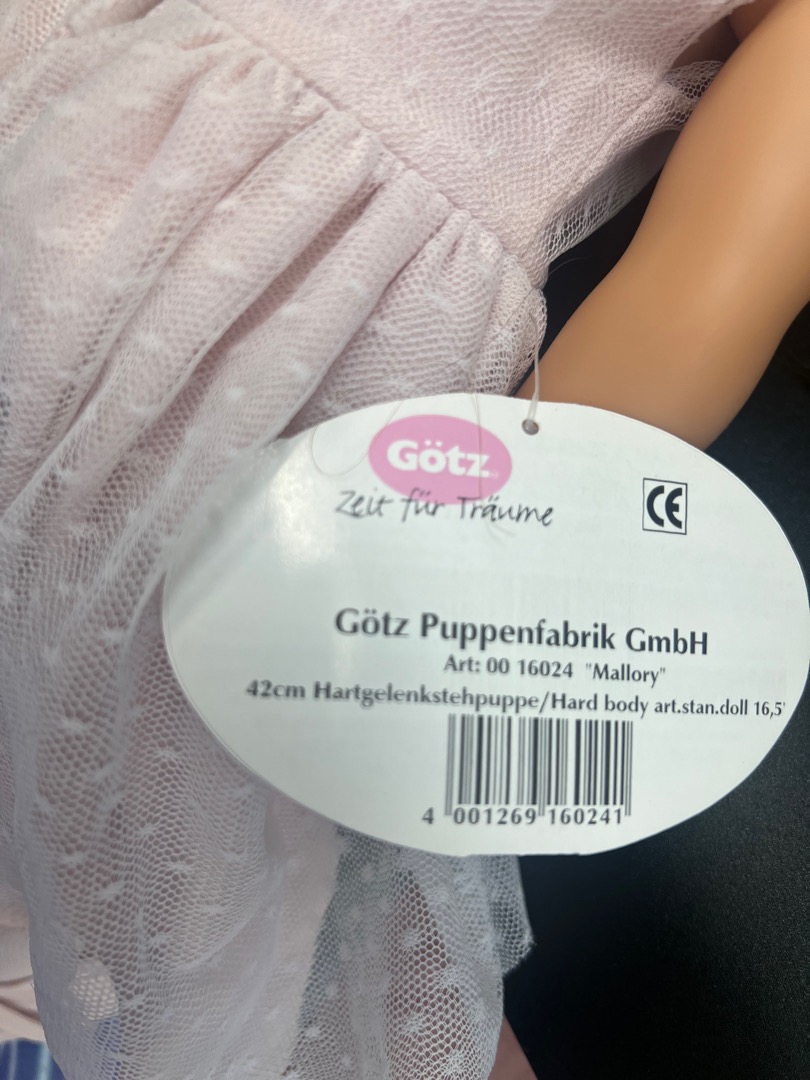 Götz
Zeit für Träume
CE
Götz Puppenfabrik GmbH
Art: 00 16024 "Mallory"
42cm Hartgelenkstehpuppe/Hard body art.stan.doll 16,5'
4 001269 160241